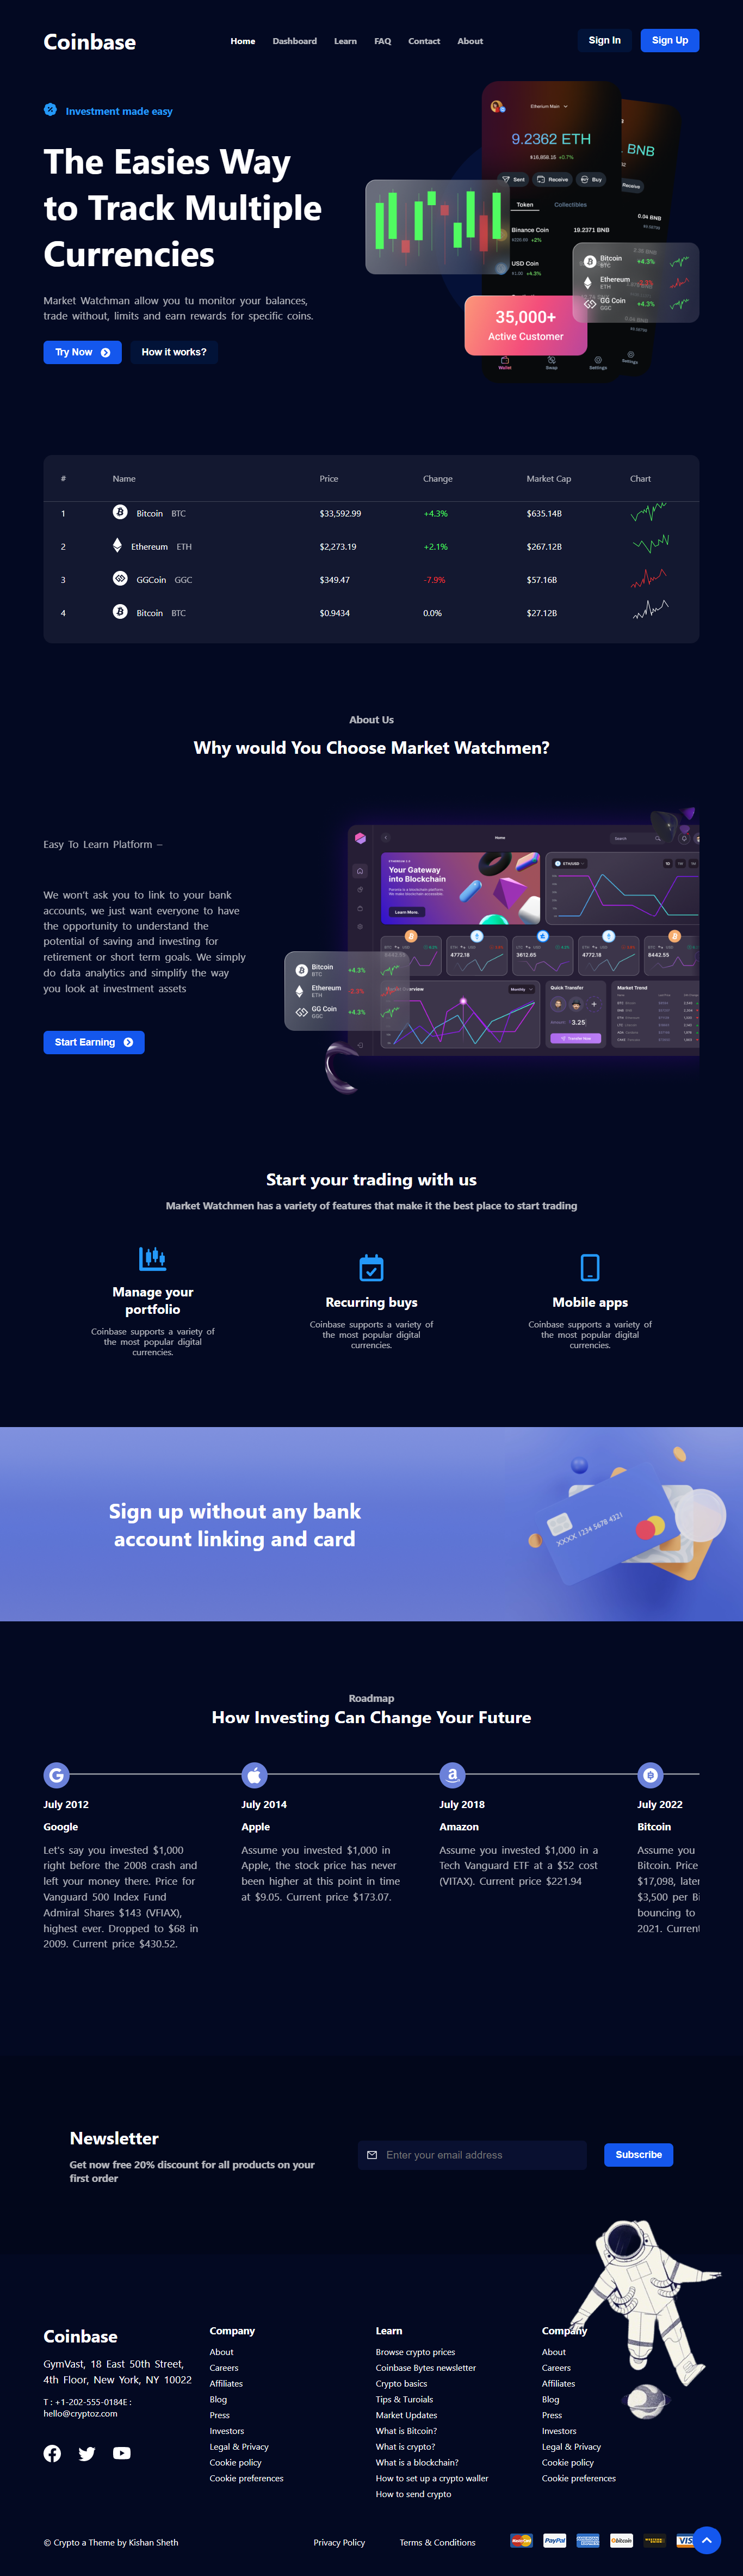 Coinbase
Home Dashboard Learn FAQ Contact About
Sign In Sign Up
Investment made easy
The Easies Way
to Track Multiple
Currencies
Market Watchman allow you tu monitor your balances,
trade without, limits and earn rewards for specific coins.
Try Now
How it works?
Etherium Main
9.2362 ETH
$16,858.15 +0.7%
Sent Receive Buy
Token Collectibles
Binance Coin 19.2371 BNB
+2%
USD Coin
+4.3%
BNB
Receive
0.04 BNB
Bitcoin
BTC
+4.3%
Ethereum
ETH
GG Coin
GGC
+4.3%
35,000+
Active Customer
Wallet Swap Settings
Settings
# Name Price Change Market Cap Chart
1 Bitcoin BTC $33,592.99 +4.3% $635.14B
2 Ethereum ETH $2,273.19 +2.1% $267.12B
3 GGCoin GGC $349.47 -7.9% $57.16B
4 Bitcoin BTC $0.9434 0.0% $27.12B
About Us
Why would You Choose Market Watchmen?
Easy To Learn Platform –
We won't ask you to link to your bank
accounts, we just want everyone to have
the opportunity to understand the
potential of saving and investing for
retirement or short term goals. We simply
do data analytics and simplify the way
you look at investment assets
Start Earning
Home
Search
ETHEREUM 2.0
Your Gateway
into Blockchain
Learn More.
ETH/USD
4772.18 3612.65 4772.18 8442.55
Bitcoin
BTC
+4.3%
Ethereum
ETH
GG Coin
GGC
+4.3%
Monthly
Quick Transfer
3.25
Transfer Now
Market Trend
Start your trading with us
Market Watchmen has a variety of features that make it the best place to start trading
Manage your
portfolio
Coinbase supports a variety of
the most popular digital
currencies.
Recurring buys
Coinbase supports a variety of
the most popular digital
currencies.
Mobile apps
Coinbase supports a variety of
the most popular digital
currencies.
Sign up without any bank
account linking and card
XXXX 1234 5678 4321
Roadmap
How Investing Can Change Your Future
July 2012
Google
Let's say you invested $1,000
right before the 2008 crash and
left your money there. Price for
Vanguard 500 Index Fund
Admiral Shares $143 (VFIAX),
highest ever. Dropped to $68 in
2009. Current price $430.52.
July 2014
Apple
Assume you invested $1,000 in
Apple, the stock price has never
been higher at this point in time
at $9.05. Current price $173.07.
July 2018
Amazon
Assume you invested $1,000 in a
Tech Vanguard ETF at a $52 cost
(VITAX). Current price $221.94
July 2022
Bitcoin
Assume you
Bitcoin. Price
$17,098, later
$3,500 per Bi
bouncing to
2021. Current
Newsletter
Get now free 20% discount for all products on your
first order
Enter your email address
Subscribe
Coinbase
GymVast, 18 East 50th Street,
4th Floor, New York, NY 10022
T : +1-202-555-0184E :
hello@cryptoz.com
Company
About
Careers
Affiliates
Blog
Press
Investors
Legal & Privacy
Cookie policy
Cookie preferences
Learn
Browse crypto prices
Coinbase Bytes newsletter
Crypto basics
Tips & Turoials
Market Updates
What is Bitcoin?
What is crypto?
What is a blockchain?
How to set up a crypto waller
How to send crypto
Company
About
Careers
Affiliates
Blog
Press
Investors
Legal & Privacy
Cookie policy
Cookie preferences
© Crypto a Theme by Kishan Sheth
Privacy Policy
Terms & Conditions
MasterCard PayPal bitcoin VIS